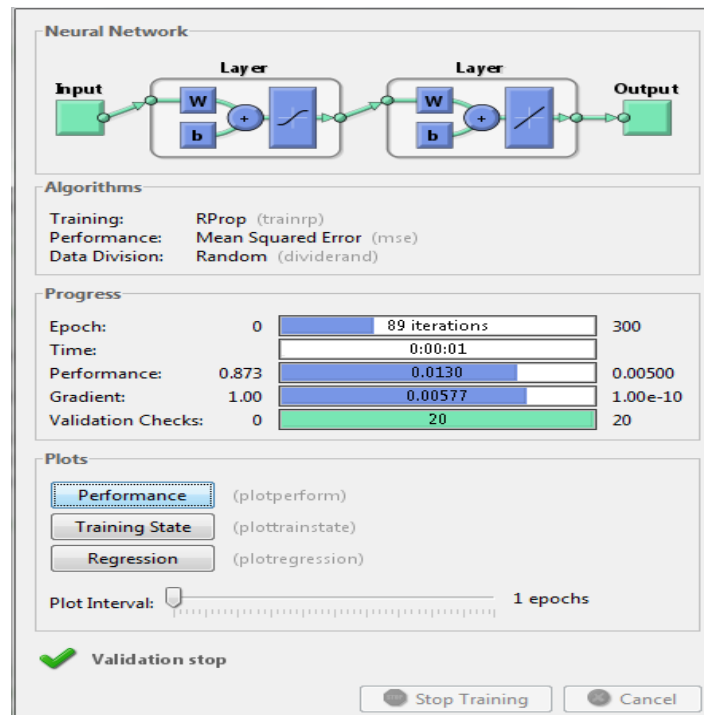 Neural Network
Layer Layer
Input Output
W W
+ +
b b
Algorithms
Training: RProp (trainrp)
Performance: Mean Squared Error (mse)
Data Division: Random (dividerand)
Progress
Epoch: 0 89 iterations 300
Time: 0:00:01
Performance: 0.873 0.0130 0.00500
Gradient: 1.00 0.00577 1.00e-10
Validation Checks: 0 20 20
Plots
Performance (plotperform)
Training State (plottrainstate)
Regression (plotregression)
Plot Interval: 1 epochs
Validation stop
Stop Training Cancel